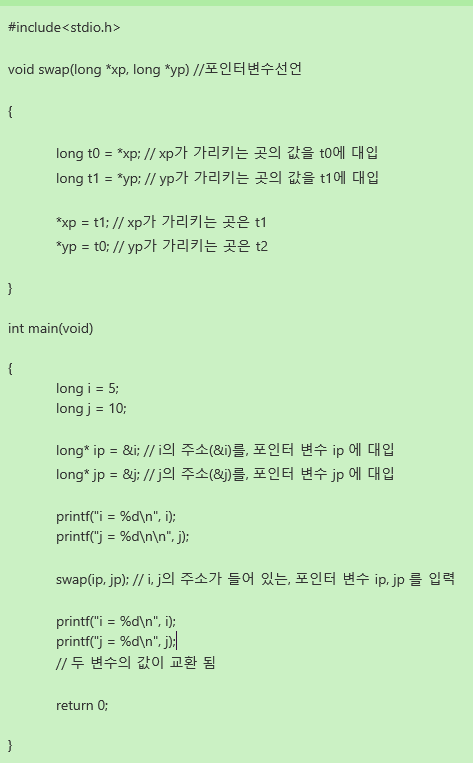 #include<stdio.h>
void swap(long *xp, long *yp) //포인터변수선언
{
long t0 = *xp; // xp가 가리키는 곳의 값을 t0에 대입
long t1 = *yp; // yp가 가리키는 곳의 값을 t1에 대입
*xp = t1; // xp가 가리키는 곳은 t1
*yp = t0; // yp가 가리키는 곳은 t2
}
int main(void)
{
long i = 5;
long j = 10;
long* ip = &i; // i의 주소(&i)를, 포인터 변수 ip 에 대입
long* jp = &j; // j의 주소(&j)를, 포인터 변수 jp 에 대입
printf("i = %d\n", i);
printf("j = %d\n\n", j);
swap(ip, jp); // i, j의 주소가 들어 있는, 포인터 변수 ip, jp 를 입력
printf("i = %d\n", i);
printf("j = %d\n", j);
// 두 변수의 값이 교환 됨
return 0;
}